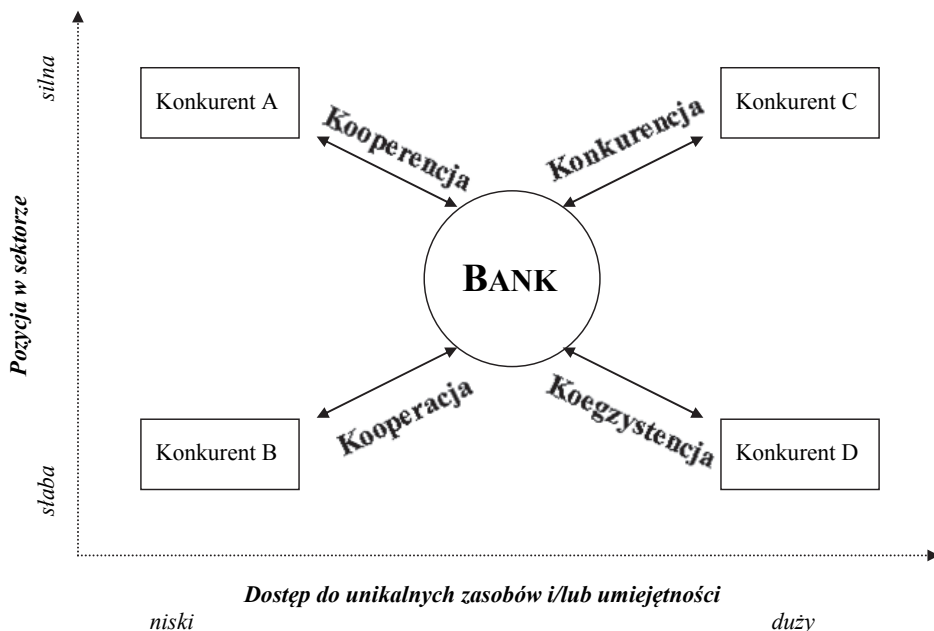 silna
Konkurent A
Konkurent C
Kooperencja
Konkurencja
Pozycja w sektorze
BANK
Kooperacja
Koegzystencja
Konkurent B
Konkurent D
słaba
Dostęp do unikalnych zasobów i/lub umiejętności
niski
duży